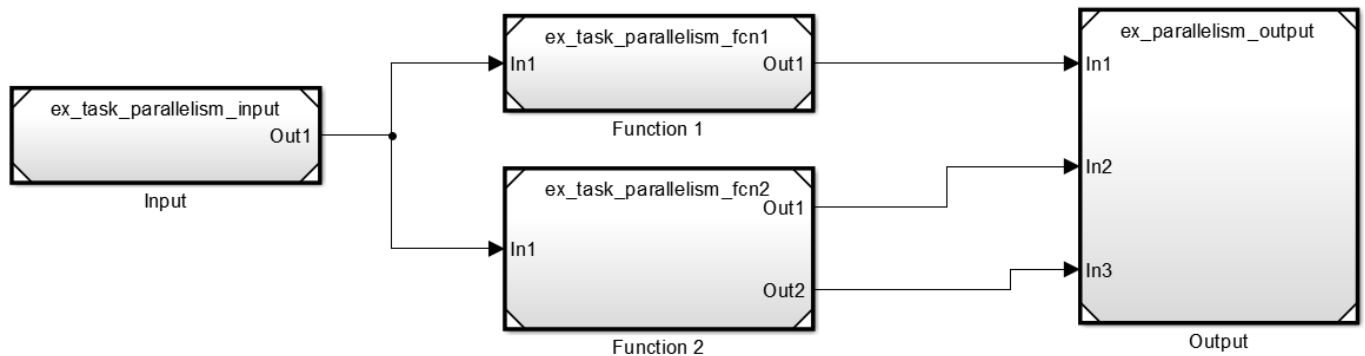 ex_task_parallelism_input
Out1
Input
ex_task_parallelism_fcn1
In1
Out1
Function 1
ex_task_parallelism_fcn2
Out1
In1
Out2
Function 2
ex_parallelism_output
In1
In2
In3
Output